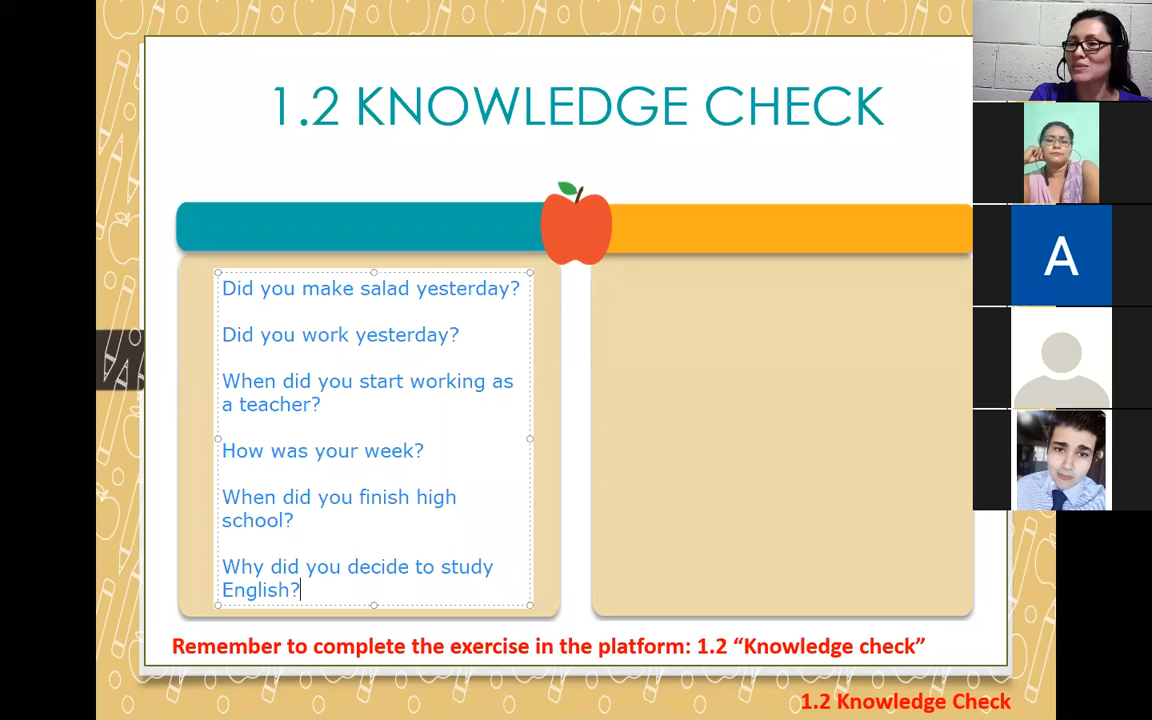 1.2 KNOWLEDGE CHECK
Did you make salad yesterday?
Did you work yesterday?
When did you start working as
a teacher?
How was your week?
When did you finish high
school?
Why did you decide to study
English?
Remember to complete the exercise in the platform: 1.2 “Knowledge check”
1.2 Knowledge Check
A